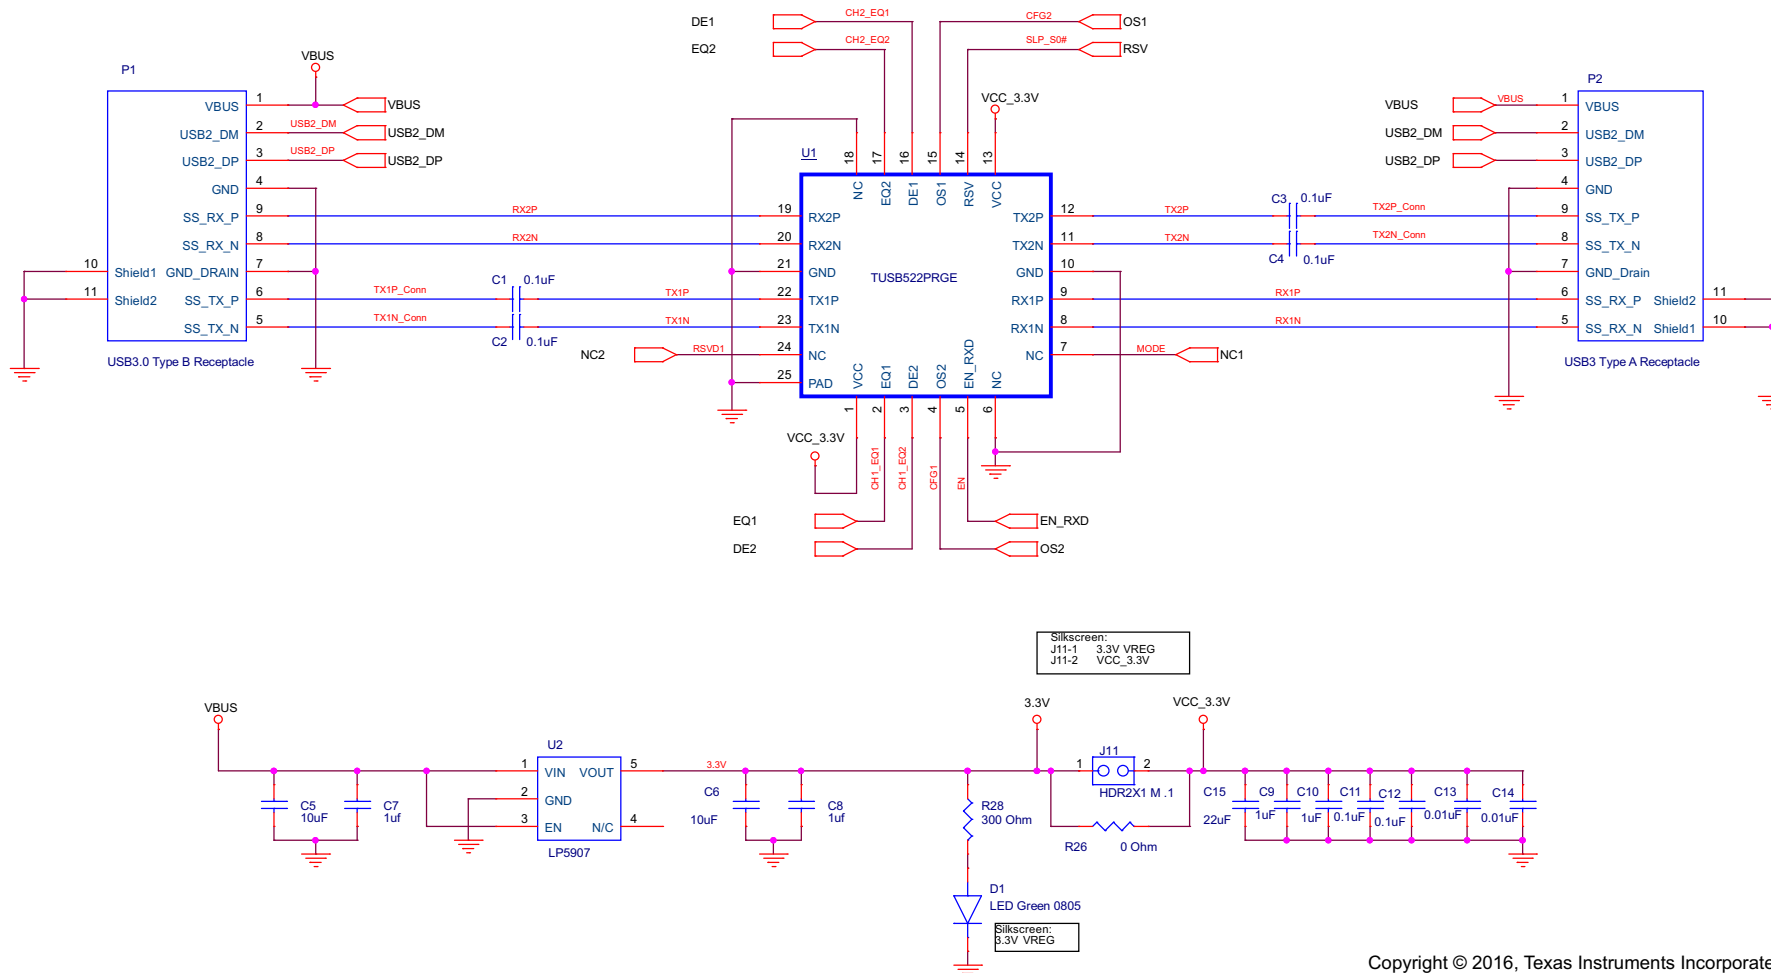 DE1 CH2_EQ1 CFG2 OS1
EQ2 CH2_EQ2 SLP_S0# RSV
P1
VBUS
VBUS 1 VBUS
USB2_DM 2 USB2_DM USB2_DM
USB2_DP 3 USB2_DP USB2_DP
GND 4
SS_RX_P 9 RX2P
SS_RX_N 8 RX2N
10 Shield1 GND_DRAIN 7
11 Shield2 SS_TX_P 6 TX1P_Conn C1 0.1uF TX1P
SS_TX_N 5 TX1N_Conn C2 0.1uF TX1N
USB3.0 Type B Receptacle
NC2 RSVD1
VCC_3.3V
U1
18 17 16 15 14 13
NC EQ2 DE1 OS1 RSV VCC
19 RX2P TX2P 12
20 RX2N TX2N 11
21 GND GND 10
TUSB522PRGE
22 TX1P RX1P 9
23 TX1N RX1N 8
24 NC NC 7
25 PAD
VCC EQ1 DE2 OS2 EN_RXD NC
1 2 3 4 5 6
VCC_3.3V
CH1_EQ1 CH1_EQ2 CFG1 EN
EQ1 EN_RXD
DE2 OS2
TX2P C3 0.1uF TX2P_Conn
TX2N C4 0.1uF TX2N_Conn
RX1P
RX1N
MODE NC1
P2
VBUS VBUS 1 VBUS
USB2_DM 2 USB2_DM
USB2_DP 3 USB2_DP
4 GND
9 SS_TX_P
8 SS_TX_N
7 GND_Drain
6 SS_RX_P Shield2 11
5 SS_RX_N Shield1 10
USB3 Type A Receptacle
Silkscreen:
J11-1 3.3V VREG
J11-2 VCC_3.3V
VBUS
C5
10uF
C7
1uf
U2
1 VIN VOUT 5 3.3V
2 GND
3 EN N/C 4
LP5907
C6
10uF
C8
1uf
3.3V
VCC_3.3V
J11
1 2
HDR2X1 M .1
R28
300 Ohm
R26 0 Ohm
D1
LED Green 0805
Silkscreen:
3.3V VREG
C15 C9 C10 C11 C12 C13 C14
22uF 1uF 1uF 0.1uF 0.1uF 0.01uF 0.01uF
Copyright © 2016, Texas Instruments Incorporate